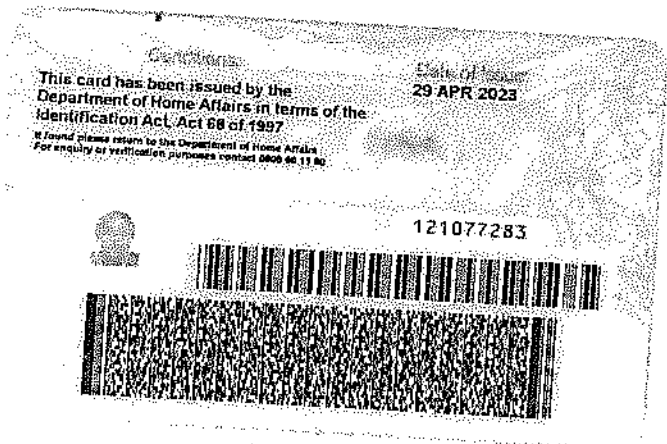 Conditions:
This card has been issued by the
Department of Home Affairs in terms of the
Identification Act, Act 68 of 1997
If found please return to the Department of Home Affairs
For enquiry or verification purposes contact 0800 60 11 90
Date of Issue:
29 APR 2023
121077283